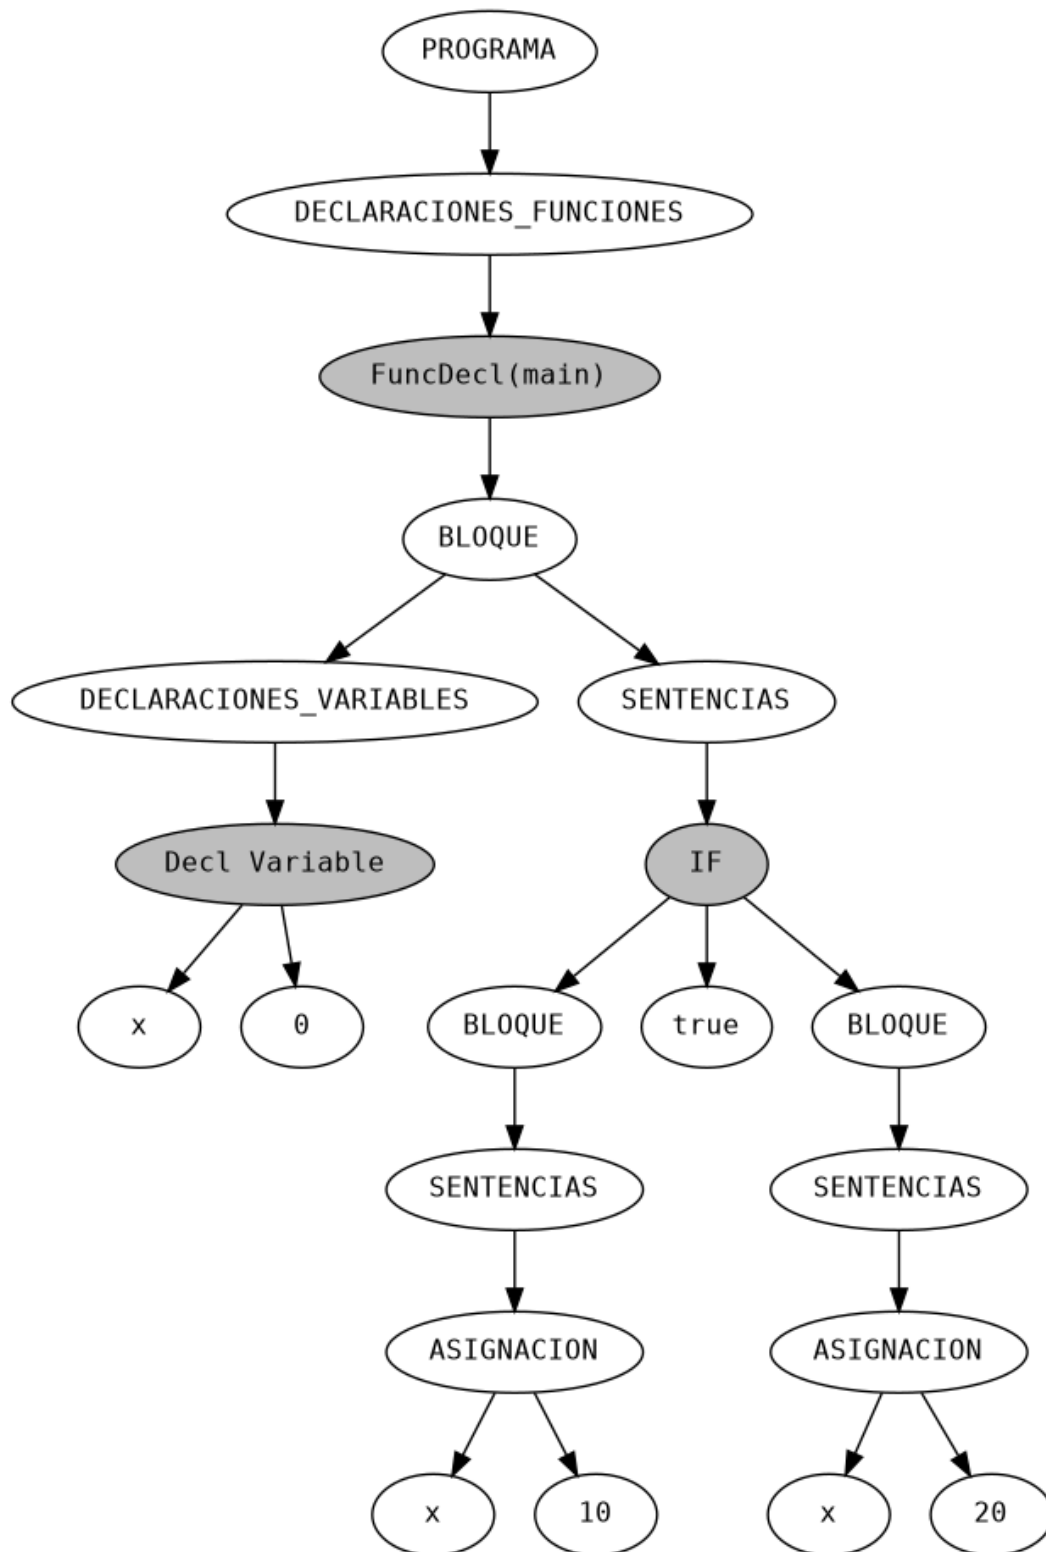 PROGRAMA
DECLARACIONES_FUNCIONES
FuncDecl(main)
BLOQUE
DECLARACIONES_VARIABLES
SENTENCIAS
Decl Variable
IF
x
0
BLOQUE
true
BLOQUE
SENTENCIAS
SENTENCIAS
ASIGNACION
ASIGNACION
x
10
x
20